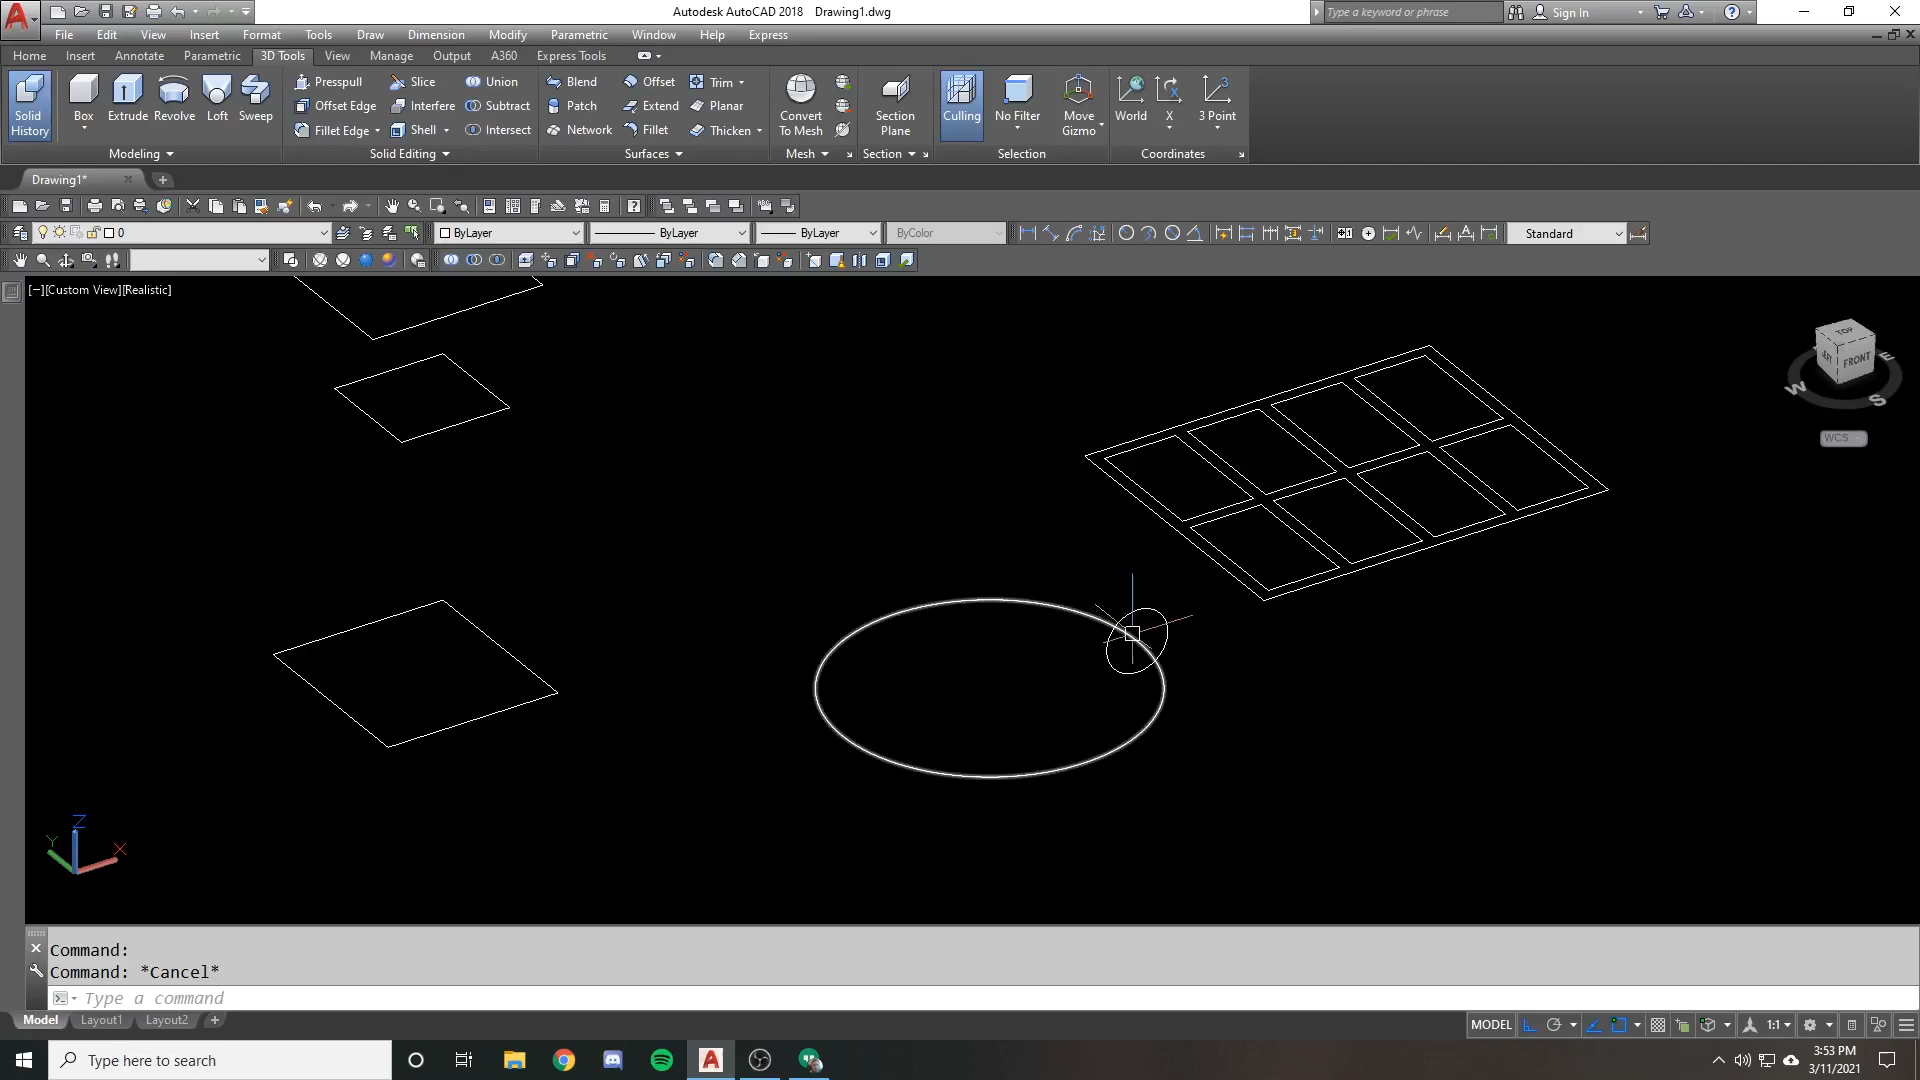 Autodesk AutoCAD 2018 Drawing1.dwg
Type a keyword or phrase
Sign In
File Edit View Insert Format Tools Draw Dimension Modify Parametric Window Help Express
Home Insert Annotate Parametric 3D Tools View Manage Output A360 Express Tools
Solid History
Box
Extrude
Revolve
Loft
Sweep
Modeling
Presspull
Offset Edge
Fillet Edge
Slice
Interfere
Shell
Union
Subtract
Intersect
Solid Editing
Blend
Patch
Network
Offset
Extend
Fillet
Trim
Planar
Thicken
Surfaces
Convert To Mesh
Mesh
Section Plane
Section
Culling
No Filter
Move Gizmo
Selection
World
X
3 Point
Coordinates
Drawing1*
0
ByLayer
ByLayer
ByLayer
ByColor
Standard
[−][Custom View][Realistic]
TOP
LEFT
FRONT
W
S
E
WCS
Z
Y
X
Command:
Command: *Cancel*
Type a command
Model Layout1 Layout2
MODEL
1:1
Type here to search
3:53 PM
3/11/2021